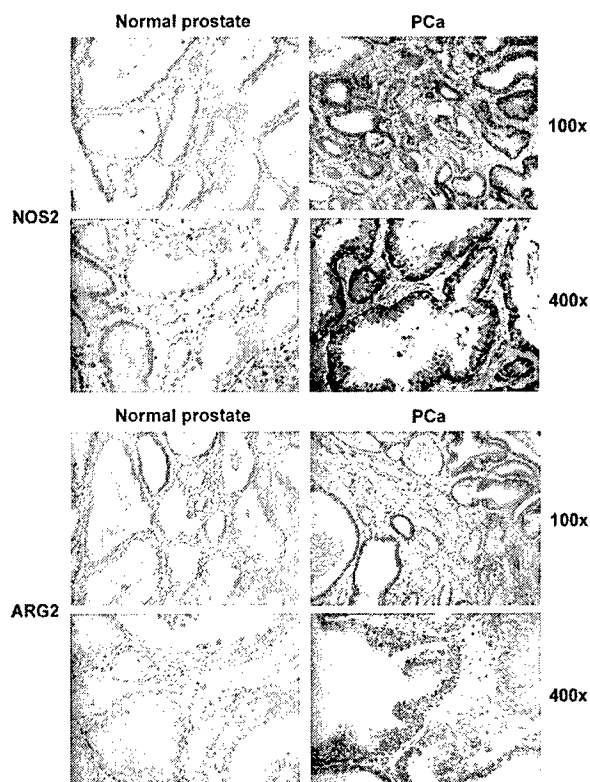 Normal prostate PCa
100x
NOS2
400x
Normal prostate PCa
100x
ARG2
400x